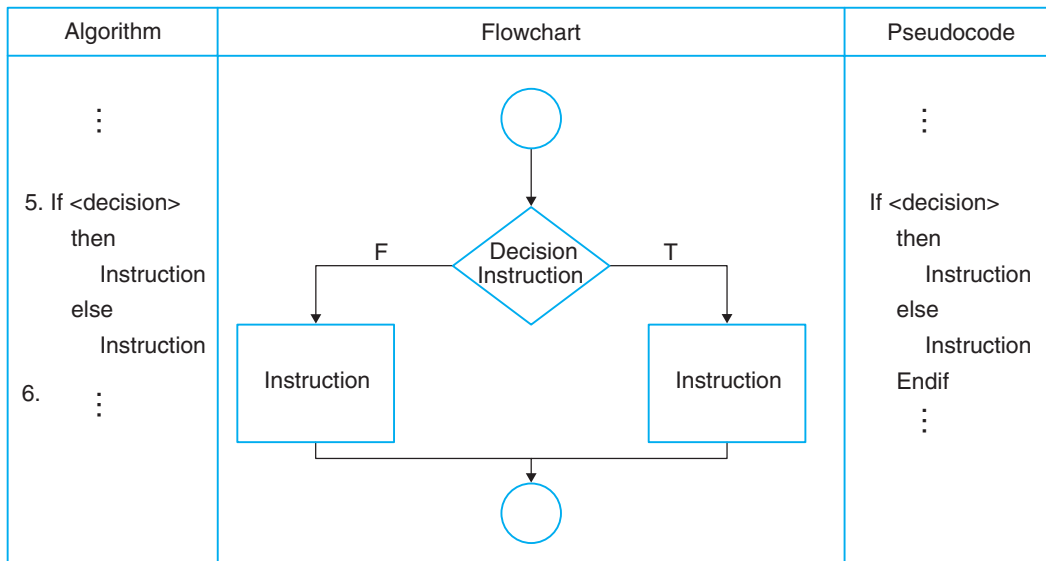 Algorithm
Flowchart
Pseudocode
⋮
5. If <decision>
then
Instruction
else
Instruction
6.
⋮
F
Decision
Instruction
T
Instruction
Instruction
⋮
If <decision>
then
Instruction
else
Instruction
Endif
⋮